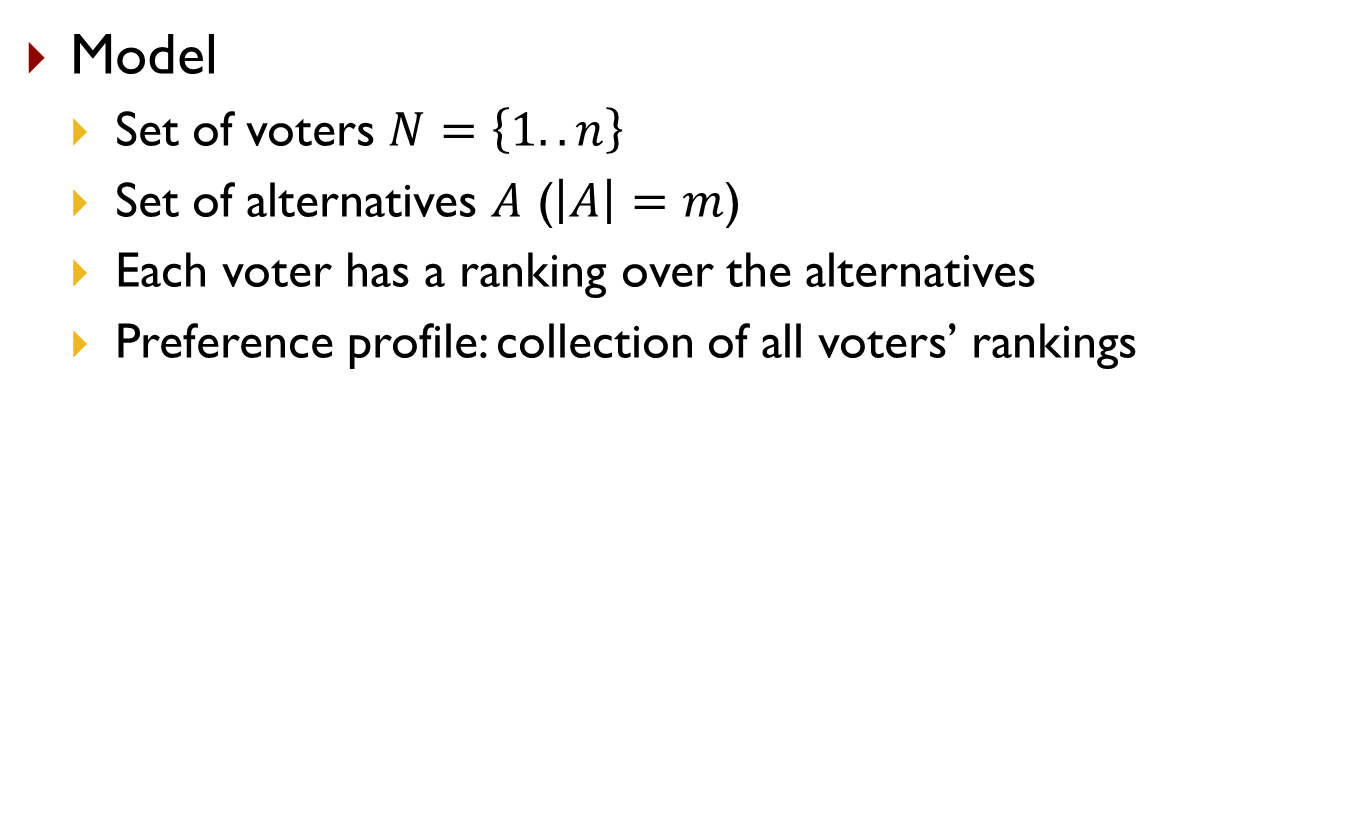 Model
Set of voters N = {1. . n}
Set of alternatives A (|A| = m)
Each voter has a ranking over the alternatives
Preference profile: collection of all voters’ rankings